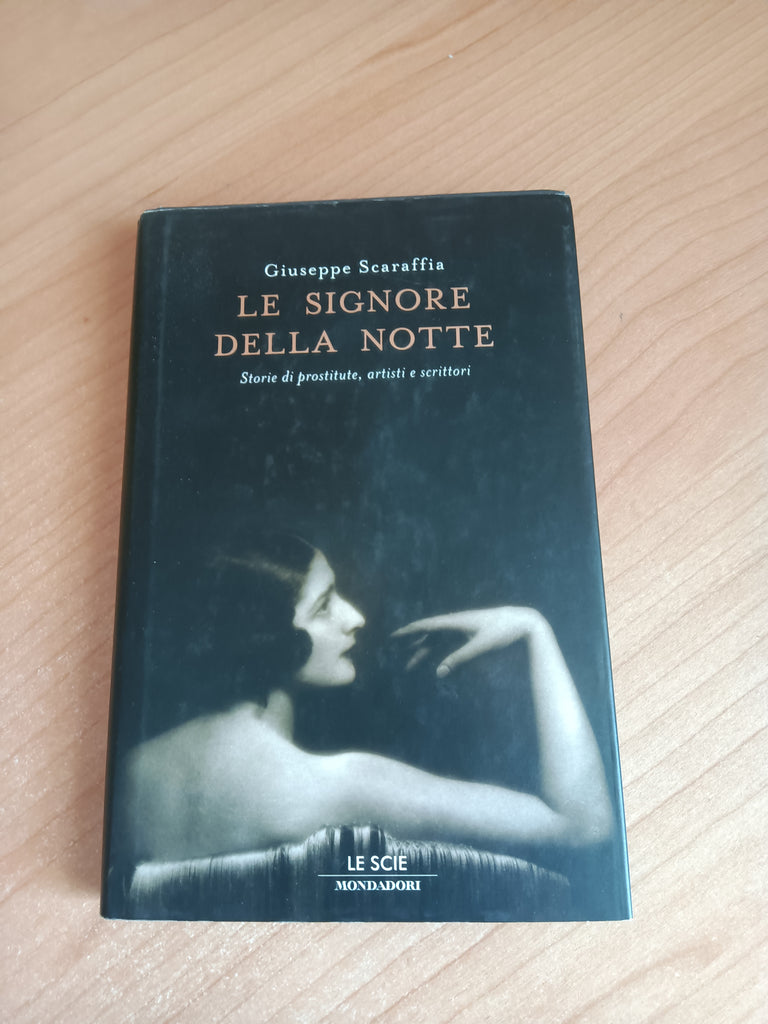 Giuseppe Scaraffia
LE SIGNORE
DELLA NOTTE
Storie di prostitute, artisti e scrittori
LE SCIE
MONDADORI